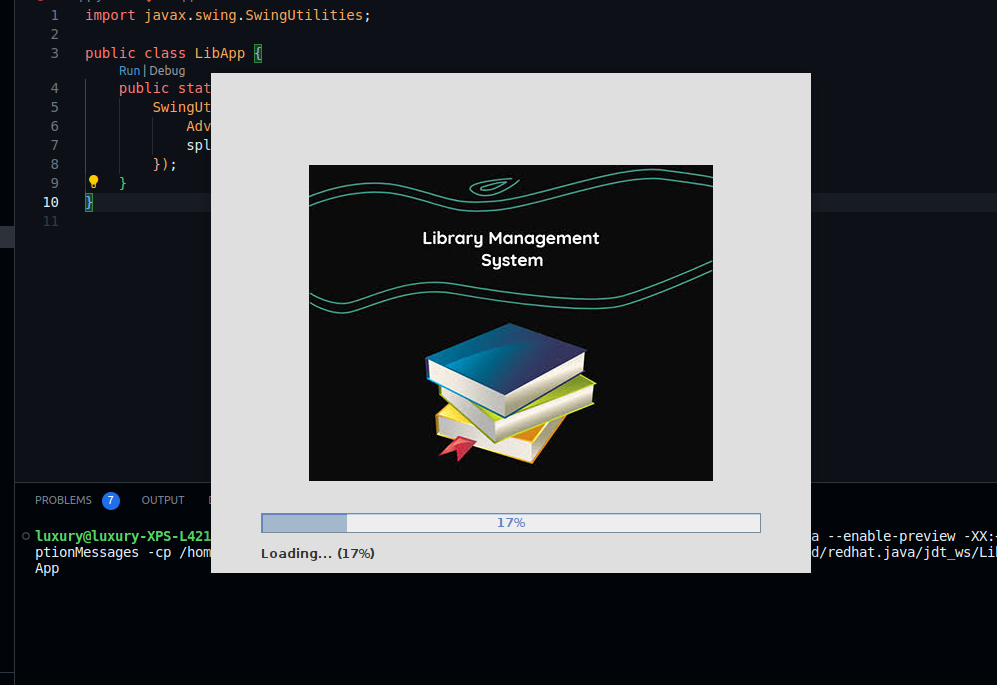 1 import javax.swing.SwingUtilities;
2
3 public class LibApp {
Run | Debug
4 public stat
5 SwingUt
6 Adv
7 spl
8 });
9 }
10 }
11
Library Management
System
17%
Loading... (17%)
PROBLEMS 7 OUTPUT
luxury@luxury-XPS-L421 a --enable-preview -XX:
ptionMessages -cp /hom d/redhat.java/jdt_ws/Li
App